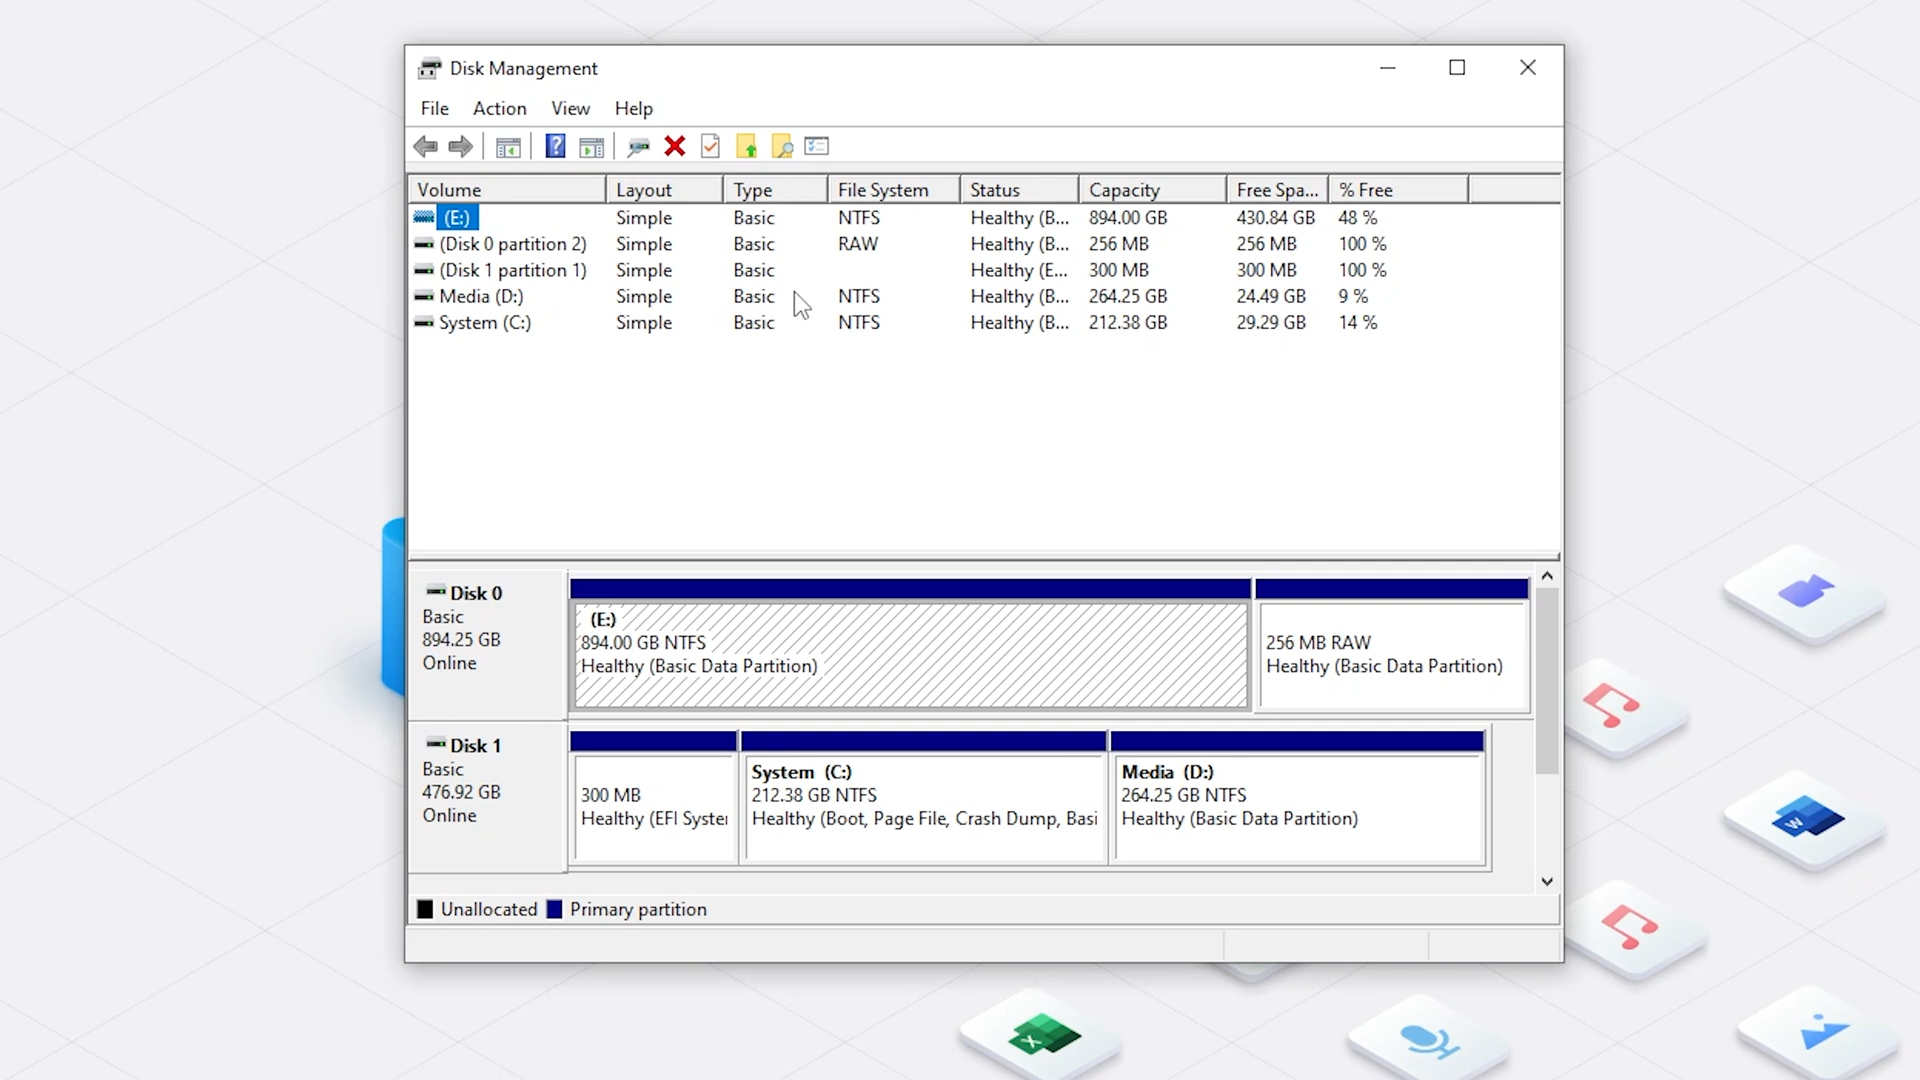 Disk Management
File Action View Help
Volume Layout Type File System Status Capacity Free Spa... % Free
(E:) Simple Basic NTFS Healthy (B... 894.00 GB 430.84 GB 48 %
(Disk 0 partition 2) Simple Basic RAW Healthy (B... 256 MB 256 MB 100 %
(Disk 1 partition 1) Simple Basic Healthy (E... 300 MB 300 MB 100 %
Media (D:) Simple Basic NTFS Healthy (B... 264.25 GB 24.49 GB 9 %
System (C:) Simple Basic NTFS Healthy (B... 212.38 GB 29.29 GB 14 %
Disk 0
Basic
894.25 GB
Online
(E:)
894.00 GB NTFS
Healthy (Basic Data Partition)
256 MB RAW
Healthy (Basic Data Partition)
Disk 1
Basic
476.92 GB
Online
300 MB
Healthy (EFI Syster
System (C:)
212.38 GB NTFS
Healthy (Boot, Page File, Crash Dump, Basi
Media (D:)
264.25 GB NTFS
Healthy (Basic Data Partition)
Unallocated Primary partition
W
X